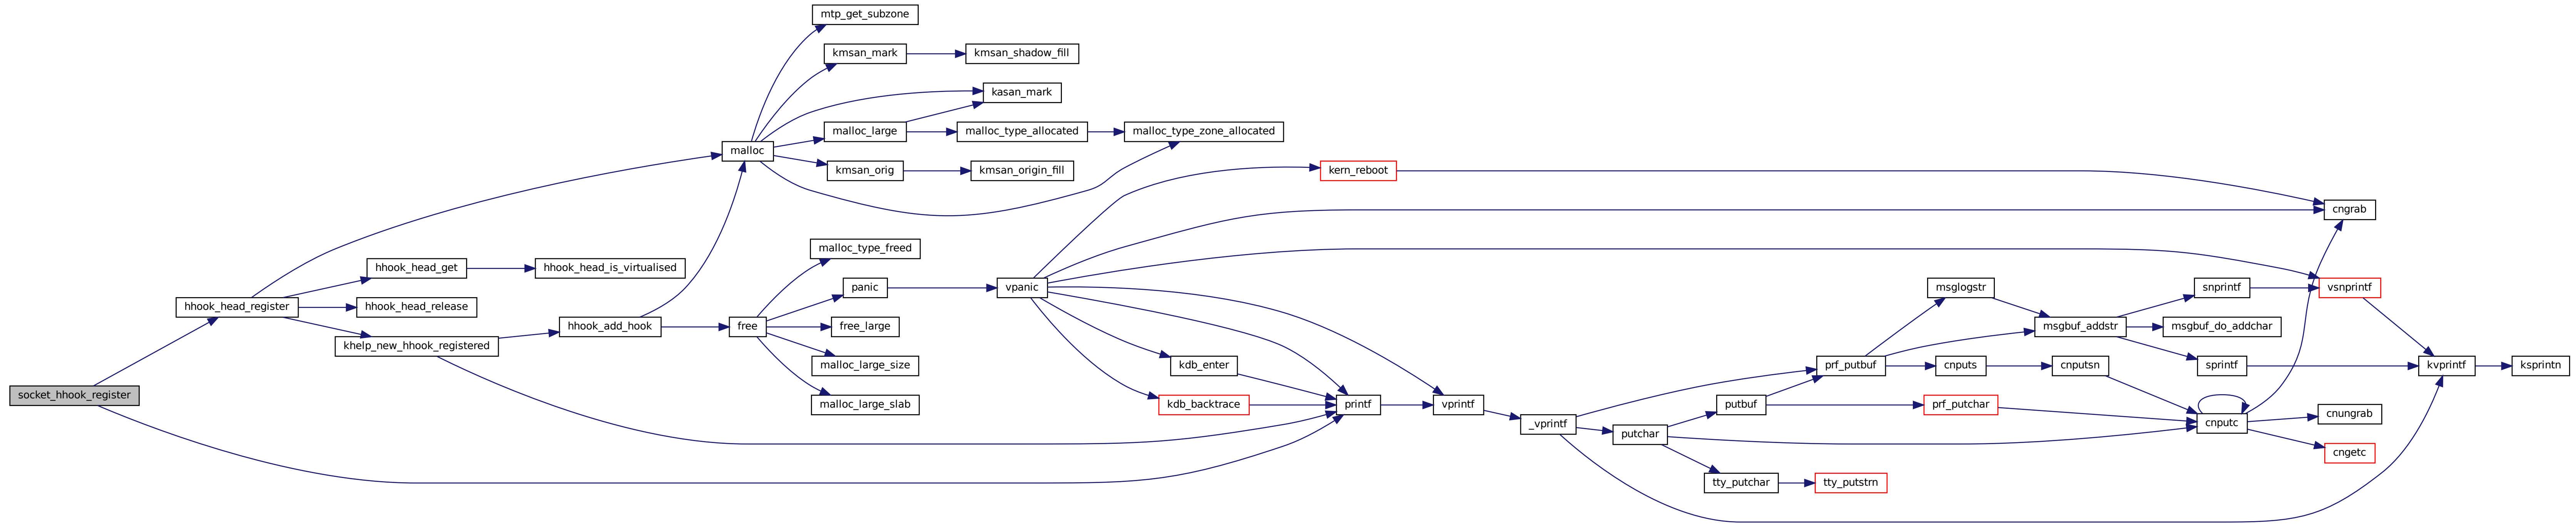 mtp_get_subzone
kmsan_mark
kmsan_shadow_fill
kasan_mark
malloc_large
malloc_type_allocated
malloc_type_zone_allocated
malloc
kmsan_orig
kmsan_origin_fill
kern_reboot
cngrab
malloc_type_freed
hhook_head_get
hhook_head_is_virtualised
panic
vpanic
msglogstr
snprintf
vsnprintf
hhook_head_register
hhook_head_release
hhook_add_hook
free
free_large
msgbuf_addstr
msgbuf_do_addchar
khelp_new_hhook_registered
malloc_large_size
kdb_enter
prf_putbuf
cnputs
cnputsn
sprintf
kvprintf
ksprintn
socket_hhook_register
malloc_large_slab
kdb_backtrace
printf
vprintf
putbuf
prf_putchar
cnungrab
_vprintf
cnputc
putchar
cngetc
tty_putchar
tty_putstrn